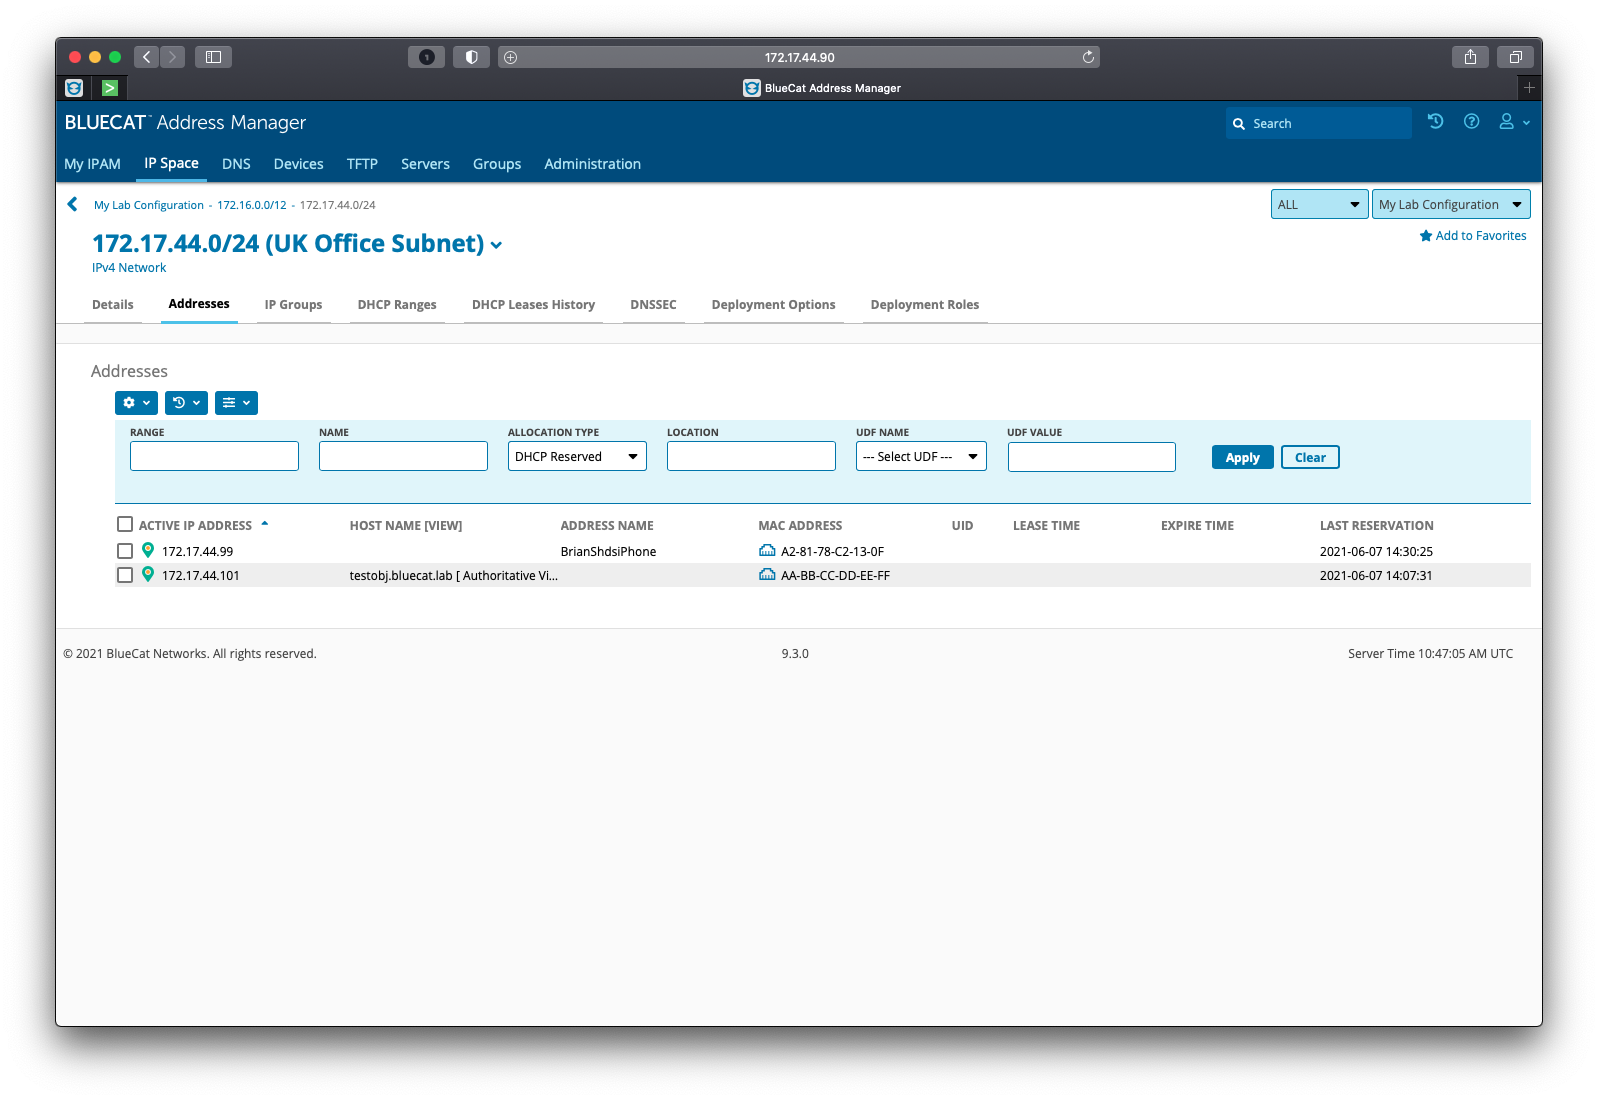 172.17.44.90
BlueCat Address Manager
BLUECAT™ Address Manager
Search
My IPAM IP Space DNS Devices TFTP Servers Groups Administration
My Lab Configuration - 172.16.0.0/12 - 172.17.44.0/24
ALL My Lab Configuration
172.17.44.0/24 (UK Office Subnet)
Add to Favorites
IPv4 Network
Details Addresses IP Groups DHCP Ranges DHCP Leases History DNSSEC Deployment Options Deployment Roles
Addresses
RANGE NAME ALLOCATION TYPE LOCATION UDF NAME UDF VALUE
DHCP Reserved --- Select UDF --- Apply Clear
ACTIVE IP ADDRESS HOST NAME [VIEW] ADDRESS NAME MAC ADDRESS UID LEASE TIME EXPIRE TIME LAST RESERVATION
172.17.44.99 BrianShdsiPhone A2-81-78-C2-13-0F 2021-06-07 14:30:25
172.17.44.101 testobj.bluecat.lab [ Authoritative Vi... AA-BB-CC-DD-EE-FF 2021-06-07 14:07:31
© 2021 BlueCat Networks. All rights reserved. 9.3.0 Server Time 10:47:05 AM UTC